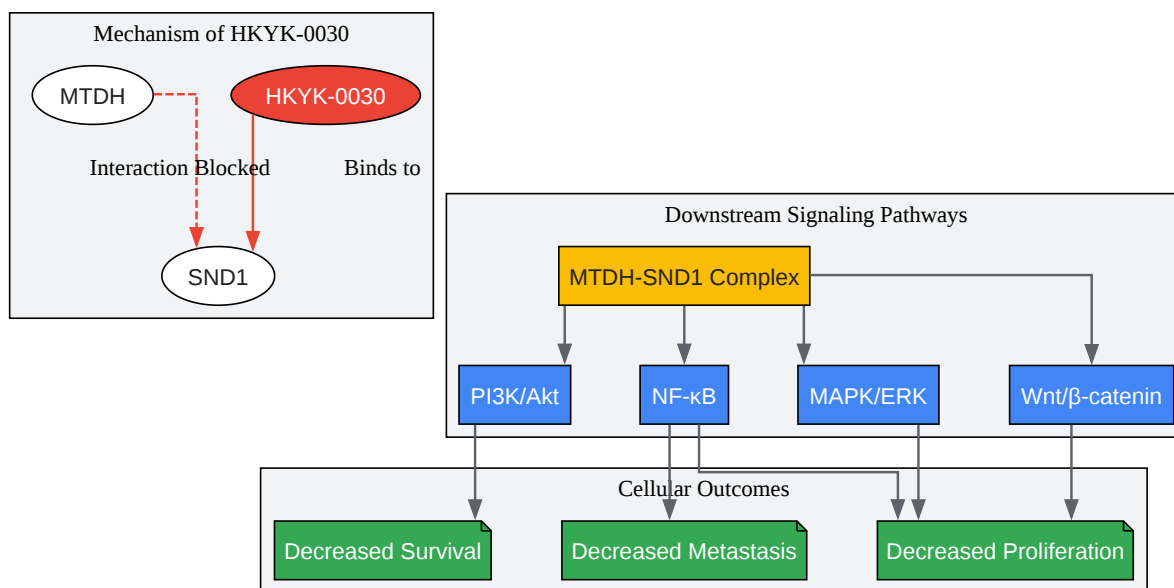 Mechanism of HKYK-0030
MTDH
HKYK-0030
Interaction Blocked
Binds to
SND1
Downstream Signaling Pathways
MTDH-SND1 Complex
PI3K/Akt
NF-κB
MAPK/ERK
Wnt/β-catenin
Cellular Outcomes
Decreased Survival
Decreased Metastasis
Decreased Proliferation